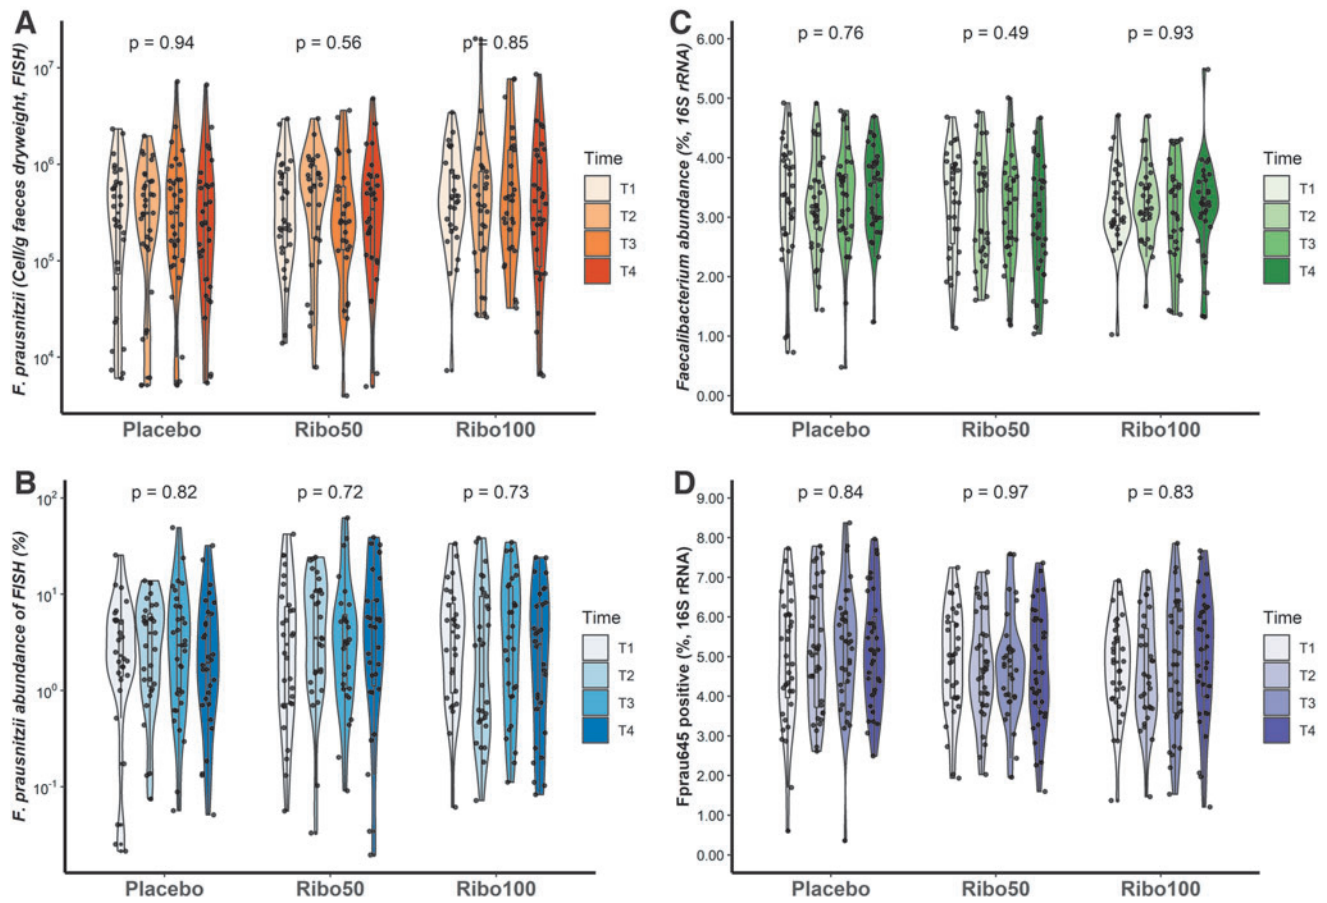 A
p = 0.94
p = 0.56
p = 0.85
F. prausnitzii (Cell/g faeces dryweight, FISH)
10^7
10^6
10^5
10^4
Placebo
Ribo50
Ribo100
Time
T1
T2
T3
T4
C
p = 0.76
p = 0.49
p = 0.93
Faecalibacterium abundance (%, 16S rRNA)
6.00
5.00
4.00
3.00
2.00
1.00
0.00
Placebo
Ribo50
Ribo100
Time
T1
T2
T3
T4
B
p = 0.82
p = 0.72
p = 0.73
F. prausnitzii abundance of FISH (%)
10^2
10^1
10^0
10^-1
Placebo
Ribo50
Ribo100
Time
T1
T2
T3
T4
D
p = 0.84
p = 0.97
p = 0.83
Fprau645 positive (%, 16S rRNA)
9.00
8.00
7.00
6.00
5.00
4.00
3.00
2.00
1.00
0.00
Placebo
Ribo50
Ribo100
Time
T1
T2
T3
T4